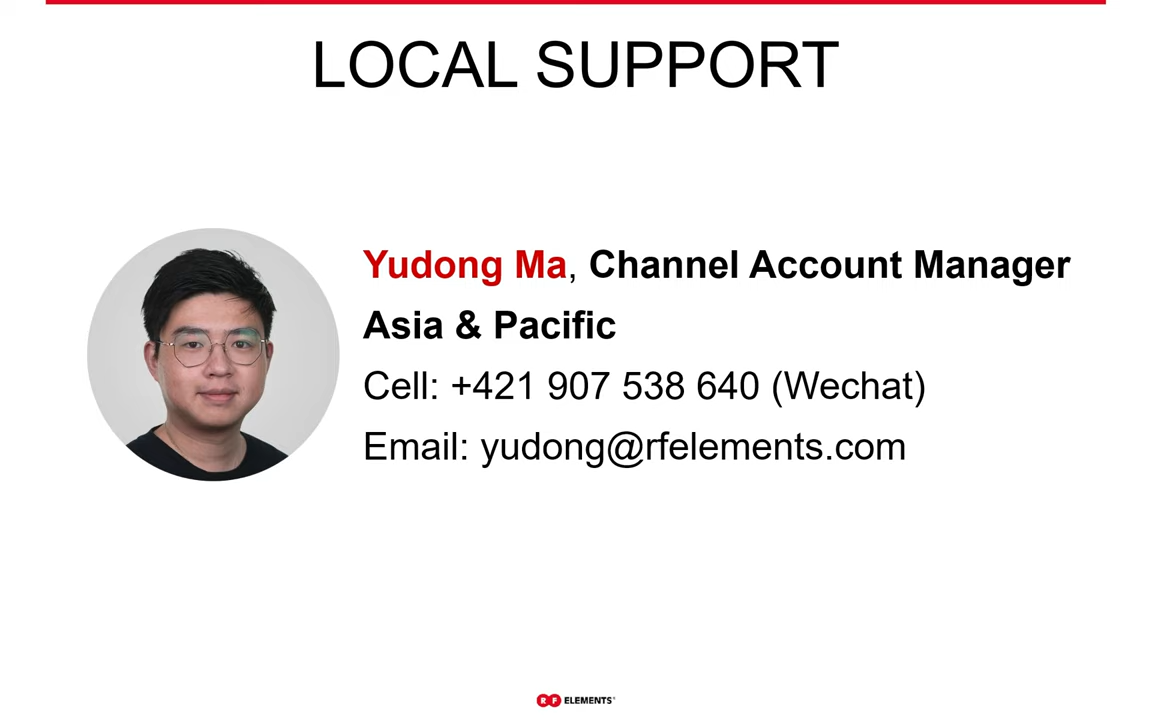 LOCAL SUPPORT
Yudong Ma, Channel Account Manager
Asia & Pacific
Cell: +421 907 538 640 (Wechat)
Email: yudong@rfelements.com
RF ELEMENTS